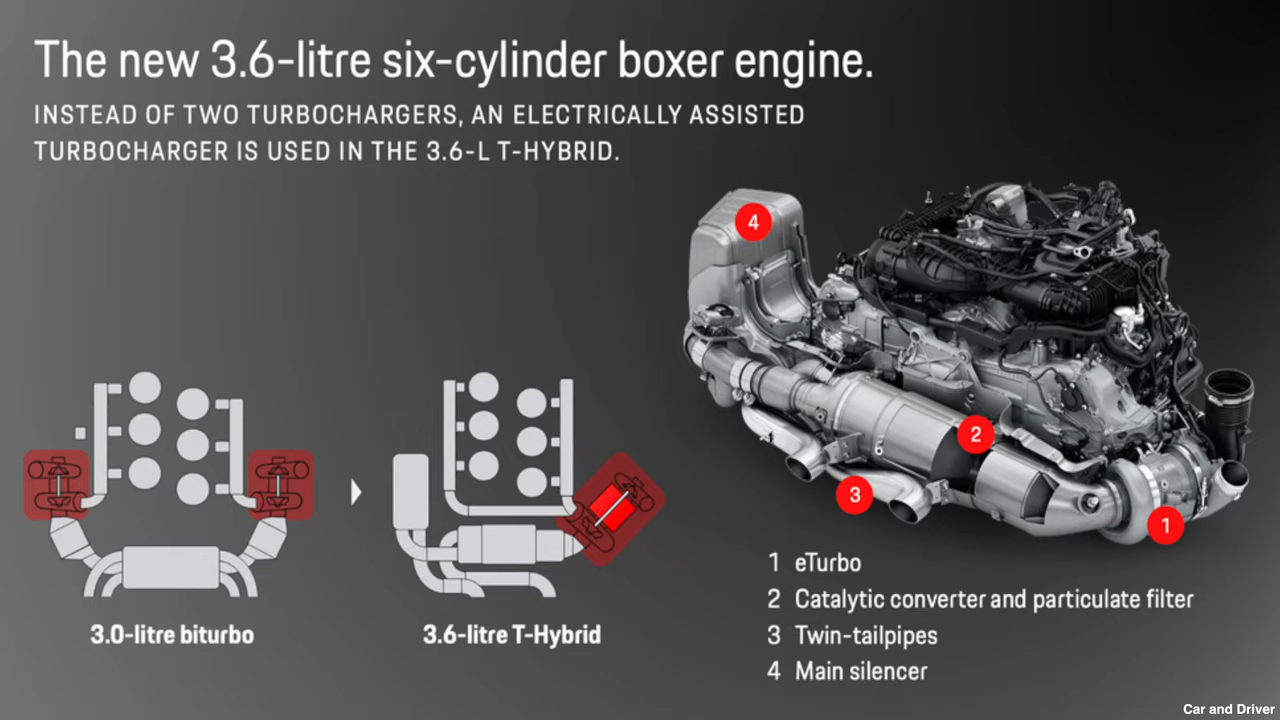 The new 3.6-litre six-cylinder boxer engine.
INSTEAD OF TWO TURBOCHARGERS, AN ELECTRICALLY ASSISTED
TURBOCHARGER IS USED IN THE 3.6-L T-HYBRID.
4
2
3
1
6
3.0-litre biturbo
3.6-litre T-Hybrid
1 eTurbo
2 Catalytic converter and particulate filter
3 Twin-tailpipes
4 Main silencer
Car and Driver